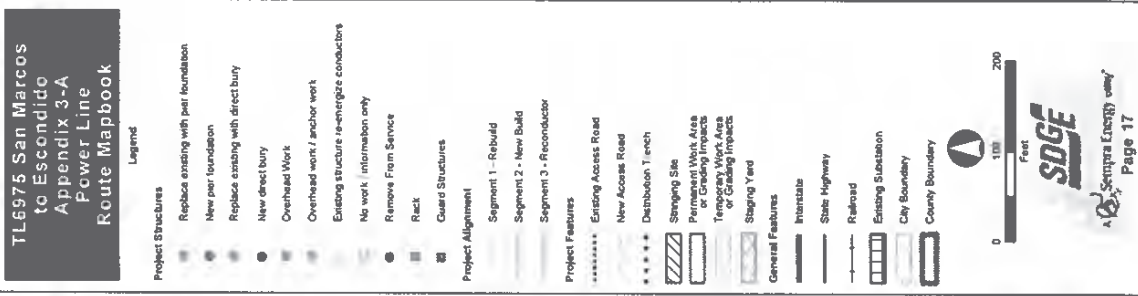 TL6975 San Marcos
to Escondido
Appendix 3-A
Power Line
Route Mapbook
Legend
Project Structures
Replace existing with pier foundation
New pier foundation
Replace existing with direct bury
New direct bury
Overhead Work
Overhead work / anchor work
Existing structure re-energize conductors
No work / information only
Remove From Service
Rack
Guard Structures
Project Alignment
Segment 1 - Rebuild
Segment 2 - New Build
Segment 3 - Reconductor
Project Features
Existing Access Road
New Access Road
Distribution Trench
Stringing Site
Permanent Work Area
or Grading Impacts
Temporary Work Area
or Grading Impacts
Staging Yard
General Features
Interstate
State Highway
Railroad
Existing Substation
City Boundary
County Boundary
0 100 200
Feet
SDGE
A Sempra Energy utility
Page 17